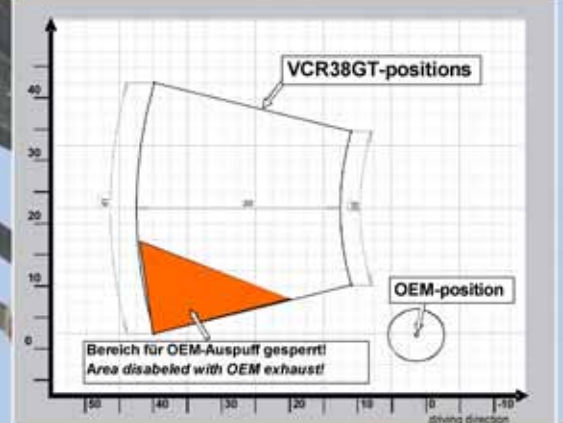 VCR38GT-positions
40
30
20
10
0
OEM-position
Bereich für OEM-Auspuff gesperrt!
Area disabeled with OEM exhaust!
50 40 30 20 10 0 -10
driving direction